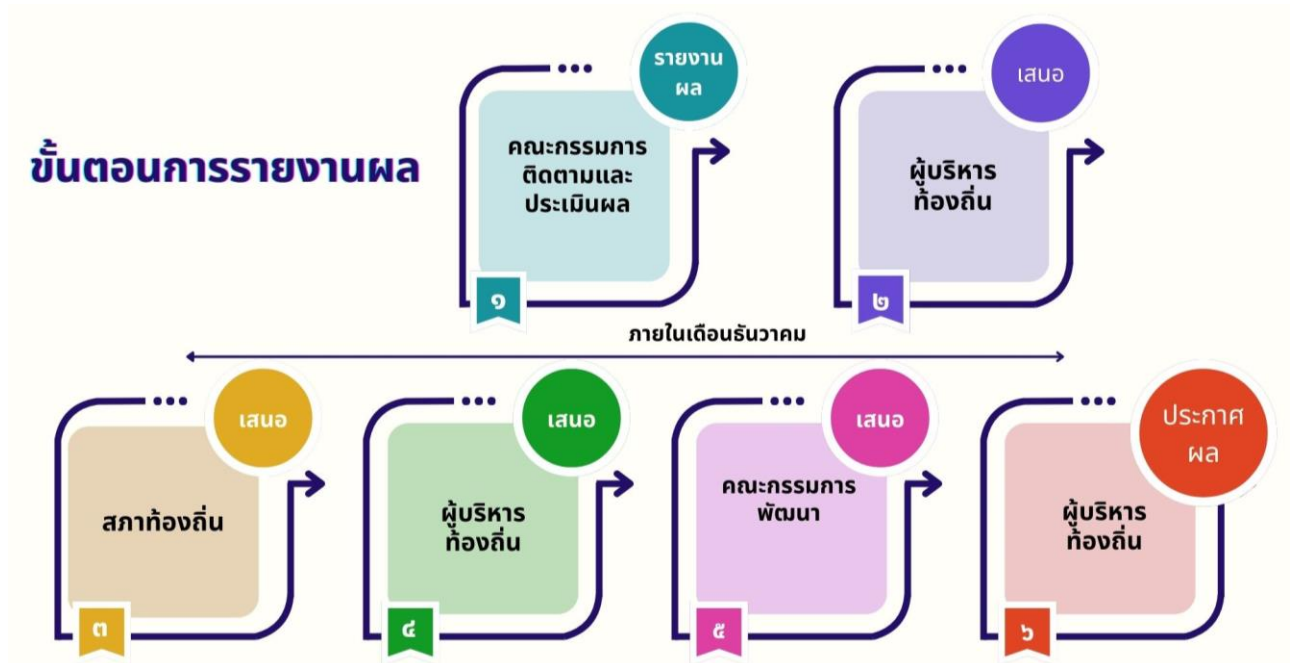 ขั้นตอนการรายงานผล
รายงาน
ผล
คณะกรรมการ
ติดตามและ
ประเมินผล
๑
เสนอ
ผู้บริหาร
ท้องถิ่น
๒
ภายในเดือนธันวาคม
เสนอ
สภาท้องถิ่น
๓
เสนอ
ผู้บริหาร
ท้องถิ่น
๔
เสนอ
คณะกรรมการ
พัฒนา
๕
ประกาศ
ผล
ผู้บริหาร
ท้องถิ่น
๖